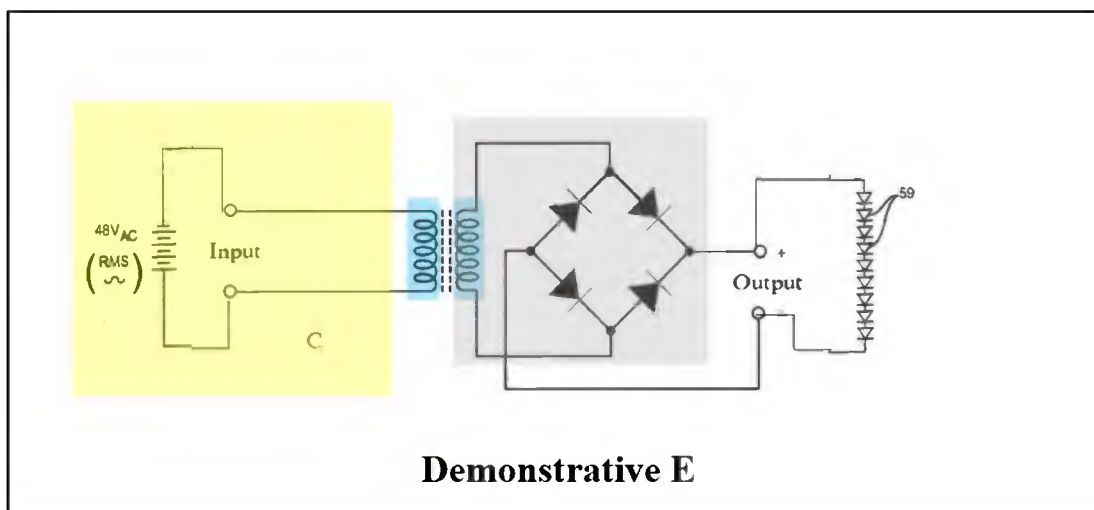 48VAC
(RMS
∿)
Input
C
59
+
Output
Demonstrative E